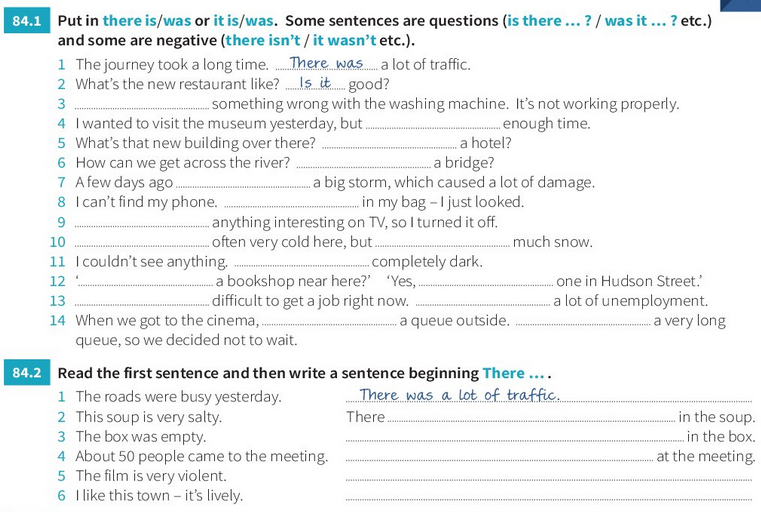 84.1 Put in there is/was or it is/was. Some sentences are questions (is there ... ? / was it ... ? etc.)
and some are negative (there isn't / it wasn't etc.).
1 The journey took a long time. There was a lot of traffic.
2 What's the new restaurant like? Is it good?
3 ........ something wrong with the washing machine. It's not working properly.
4 I wanted to visit the museum yesterday, but ........ enough time.
5 What's that new building over there? ........ a hotel?
6 How can we get across the river? ........ a bridge?
7 A few days ago ........ a big storm, which caused a lot of damage.
8 I can't find my phone. ........ in my bag – I just looked.
9 ........ anything interesting on TV, so I turned it off.
10 ........ often very cold here, but ........ much snow.
11 I couldn't see anything. ........ completely dark.
12 '........ a bookshop near here?' 'Yes, ........ one in Hudson Street.'
13 ........ difficult to get a job right now. ........ a lot of unemployment.
14 When we got to the cinema, ........ a queue outside. ........ a very long
queue, so we decided not to wait.
84.2 Read the first sentence and then write a sentence beginning There ... .
1 The roads were busy yesterday. There was a lot of traffic.
2 This soup is very salty. There ........ in the soup.
3 The box was empty. ........ in the box.
4 About 50 people came to the meeting. ........ at the meeting.
5 The film is very violent. ........
6 I like this town – it's lively. ........